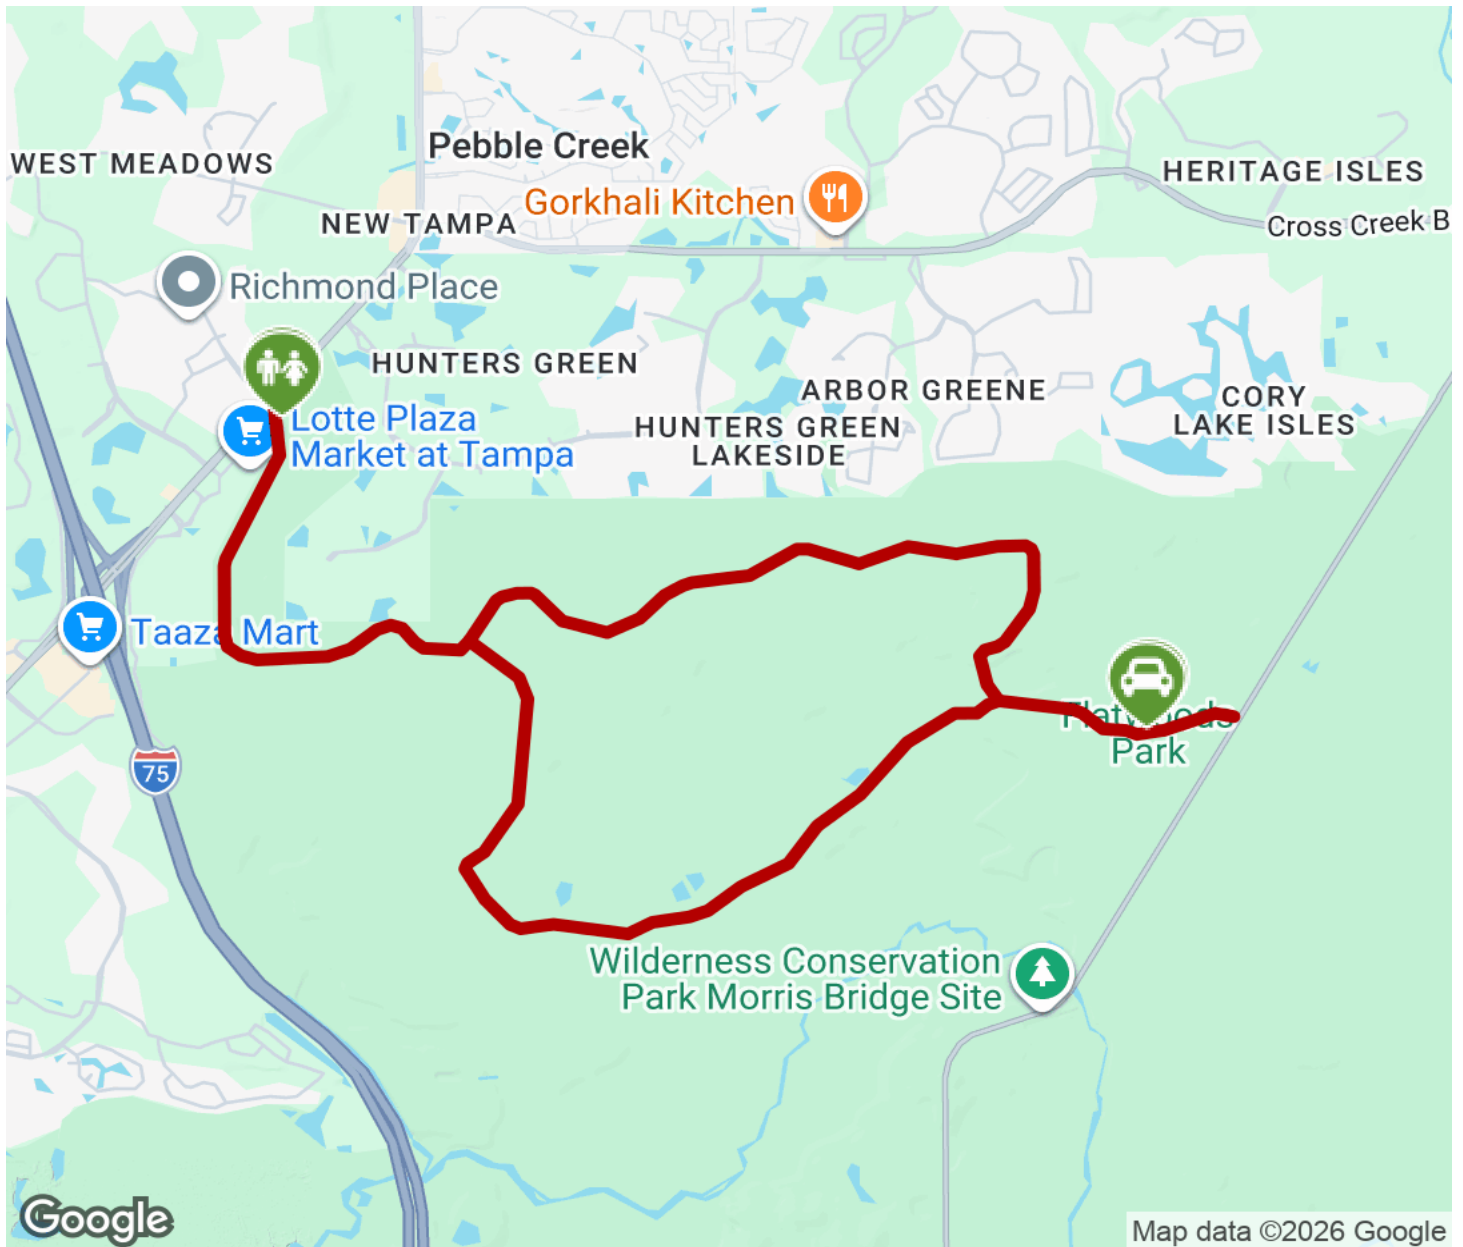 Pebble Creek
WEST MEADOWS
HERITAGE ISLES
Gorkhali Kitchen
NEW TAMPA
Cross Creek B
Richmond Place
HUNTERS GREEN
ARBOR GREENE
CORY
LAKE ISLES
Lotte Plaza
Market at Tampa
HUNTERS GREEN
LAKESIDE
Taaza Mart
Flatwoods
Park
75
Wilderness Conservation
Park Morris Bridge Site
Google
Map data ©2026 Google